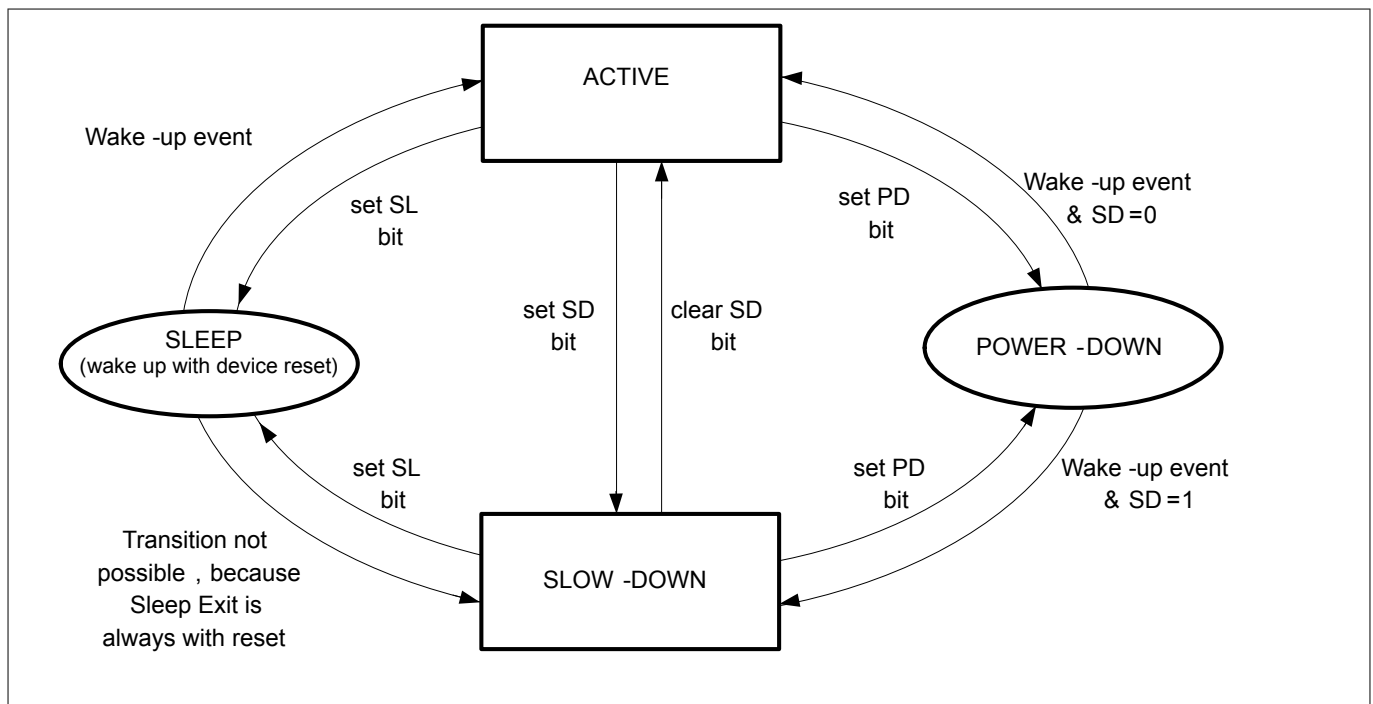 ACTIVE
Wake -up event
set SL
bit
set PD
bit
Wake -up event
& SD =0
set SD
bit
clear SD
bit
SLEEP
(wake up with device reset)
POWER -DOWN
set SL
bit
set PD
bit
Wake -up event
& SD =1
Transition not
possible , because
Sleep Exit is
always with reset
SLOW -DOWN